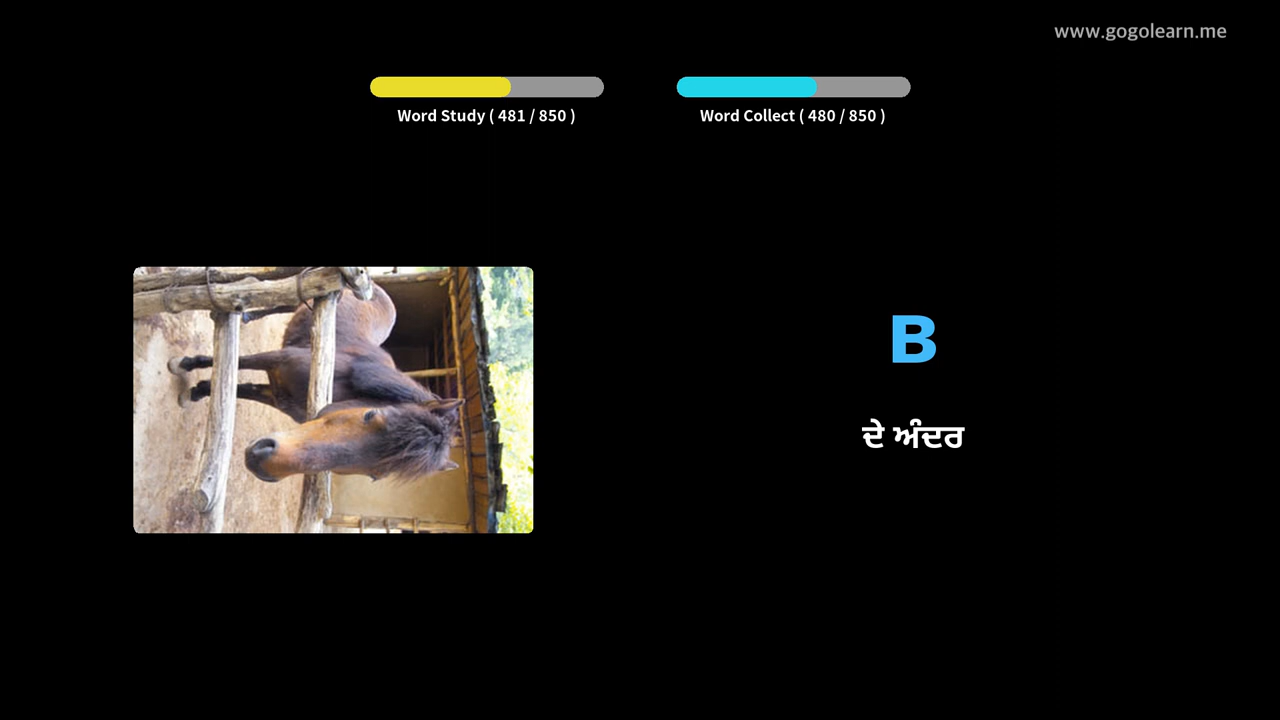 www.gogolearn.me
Word Study ( 481 / 850 )
Word Collect ( 480 / 850 )
В
ਦੇ ਅੰਦਰ